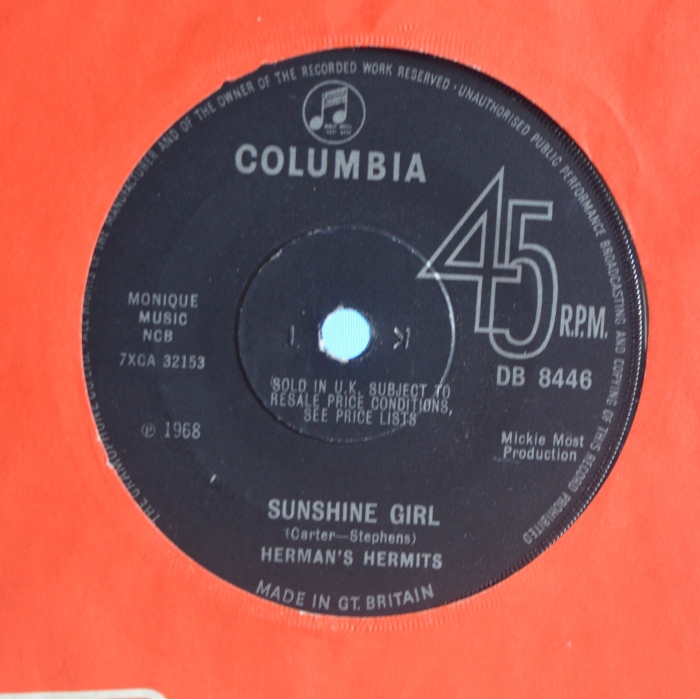 AND OF THE OWNER OF THE RECORDED WORK RESERVED · UNAUTHORISED PUBLIC PERFORMANCE BROADCASTING AND COPYING OF THIS RECORD PROHIBITED
COLUMBIA
45
R.P.M.
MONIQUE
MUSIC
NCB
7XCA 32153
DB 8446
SOLD IN U.K. SUBJECT TO
RESALE PRICE CONDITIONS,
SEE PRICE LISTS
℗ 1968
Mickie Most
Production
SUNSHINE GIRL
(Carter—Stephens)
HERMAN'S HERMITS
MADE IN GT. BRITAIN